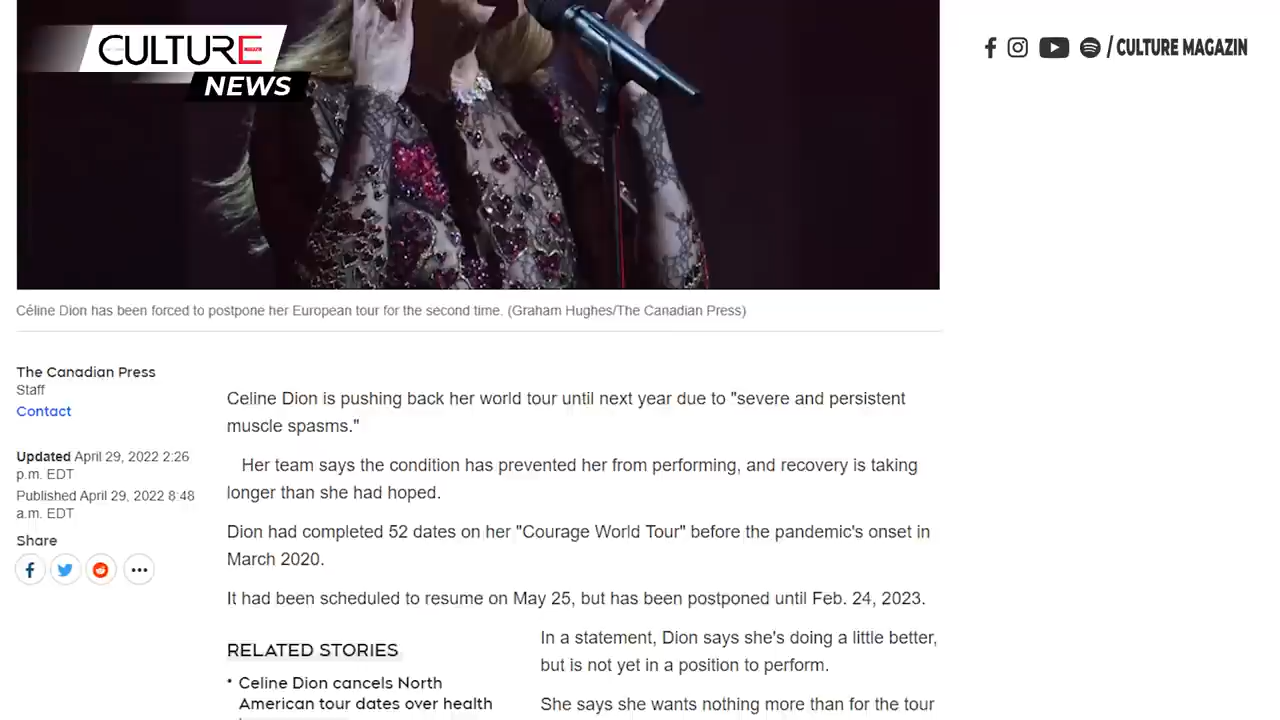 CULTURE
NEWS
/ CULTURE MAGAZIN
Céline Dion has been forced to postpone her European tour for the second time. (Graham Hughes/The Canadian Press)
The Canadian Press
Staff
Contact
Updated April 29, 2022 2:26
p.m. EDT
Published April 29, 2022 8:48
a.m. EDT
Share
Celine Dion is pushing back her world tour until next year due to "severe and persistent
muscle spasms."
Her team says the condition has prevented her from performing, and recovery is taking
longer than she had hoped.
Dion had completed 52 dates on her "Courage World Tour" before the pandemic's onset in
March 2020.
It had been scheduled to resume on May 25, but has been postponed until Feb. 24, 2023.
RELATED STORIES
• Celine Dion cancels North
American tour dates over health
In a statement, Dion says she's doing a little better,
but is not yet in a position to perform.
She says she wants nothing more than for the tour